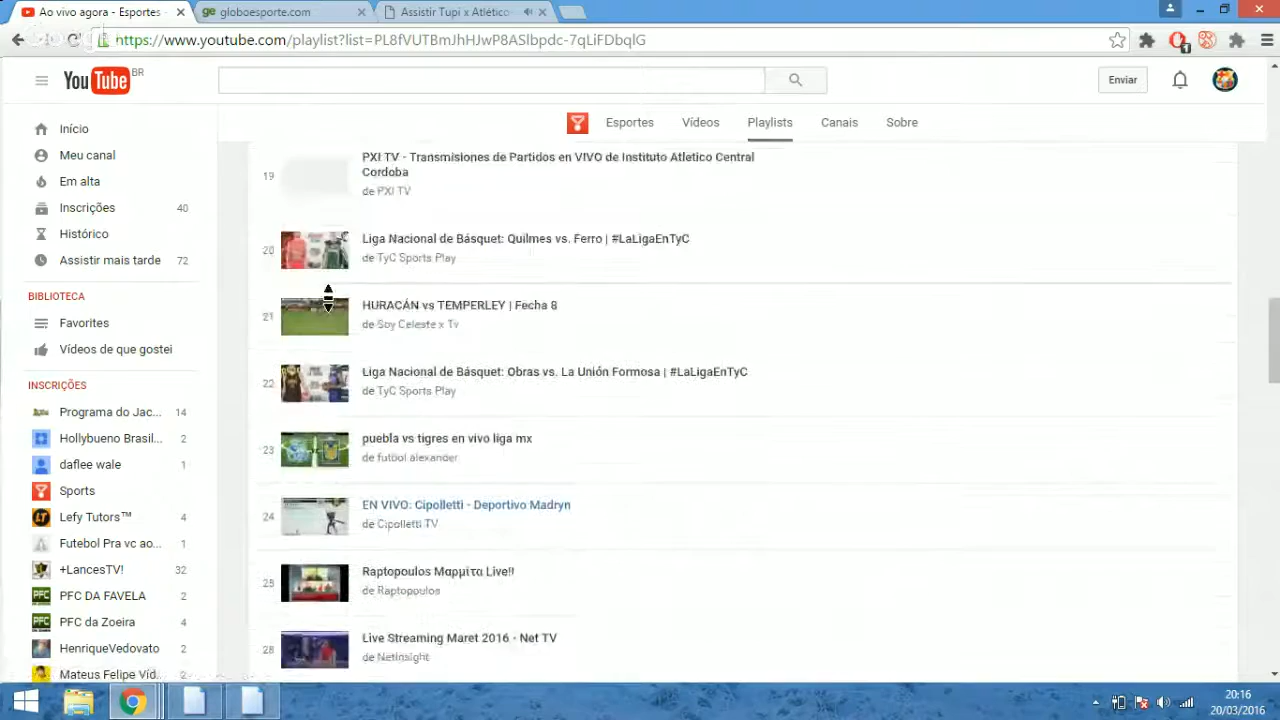 Ao vivo agora - Esportes -
globoesporte.com
Assistir Tupi x Atlético-
https://www.youtube.com/playlist?list=PL8fVUTBmJhHJwP8ASlbpdc-7qLiFDbqlG
1
YouTube BR
Enviar
Esportes Vídeos Playlists Canais Sobre
Início
Meu canal
Em alta
Inscrições 40
Histórico
Assistir mais tarde 72
BIBLIOTECA
Favorites
Vídeos de que gostei
INSCRIÇÕES
Programa do Jac... 14
Hollybueno Brasil... 2
daflee wale 1
Sports
Lefy Tutors™ 4
Futebol Pra vc ao... 1
+LancesTV! 32
PFC DA FAVELA 2
PFC da Zoeira 4
HenriqueVedovato 2
Mateus Felipe Víd... 2
19
PXI TV - Transmisiones de Partidos en VIVO de Instituto Atletico Central
Cordoba
de PXI TV
20
Liga Nacional de Básquet: Quilmes vs. Ferro | #LaLigaEnTyC
de TyC Sports Play
21
HURACÁN vs TEMPERLEY | Fecha 8
de Soy Celeste x Tv
22
Liga Nacional de Básquet: Obras vs. La Unión Formosa | #LaLigaEnTyC
de TyC Sports Play
23
puebla vs tigres en vivo liga mx
de futbol alexander
24
EN VIVO: Cipolletti - Deportivo Madryn
de Cipolletti TV
25
Raptopoulos Μαρμίτα Live!!
de Raptopoulos
26
Live Streaming Maret 2016 - Net TV
de NetInsight
20:16
20/03/2016